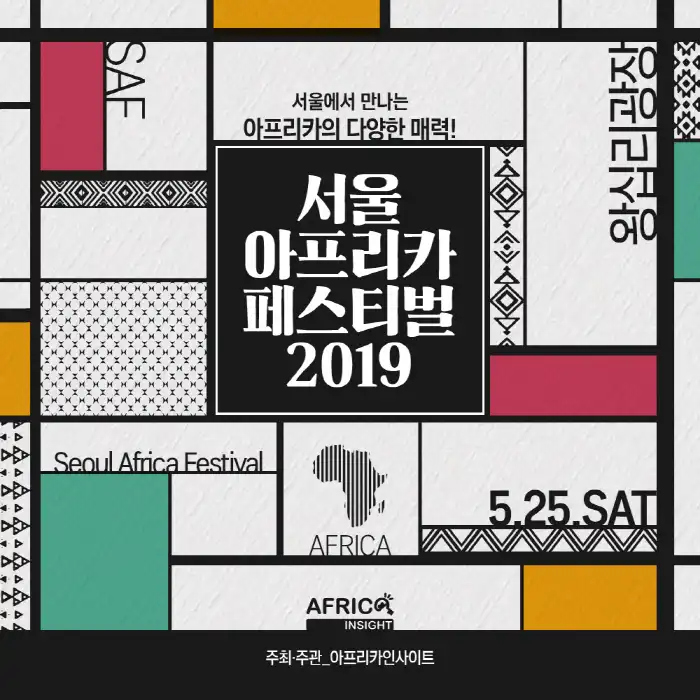 SAF
서울에서 만나는
아프리카의 다양한 매력!
왕십리광장
서울
아프리카
페스티벌
2019
Seoul Africa Festival
AFRICA
5.25.SAT
AFRICA
INSIGHT
주최·주관_아프리카인사이트